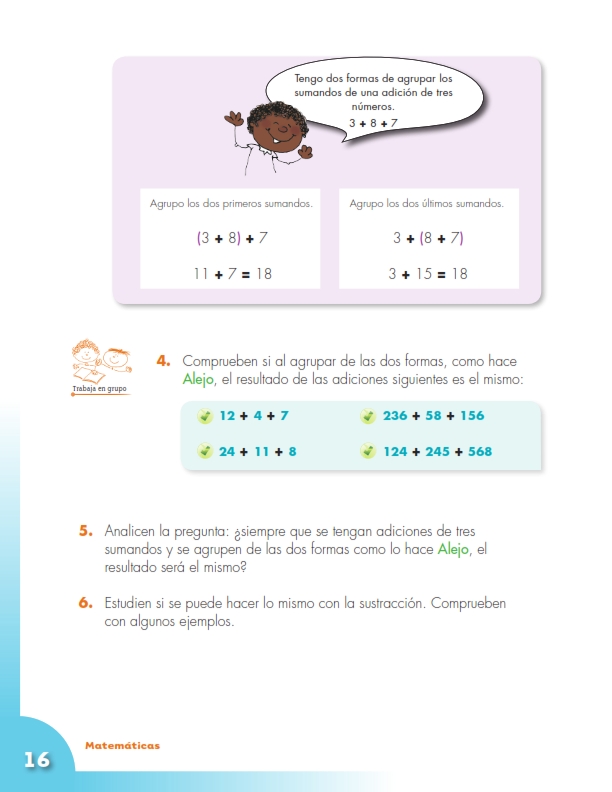 Tengo dos formas de agrupar los
sumandos de una adición de tres
números.
3 + 8 + 7
Agrupo los dos primeros sumandos.
(3 + 8) + 7
11 + 7 = 18
Agrupo los dos últimos sumandos.
3 + (8 + 7)
3 + 15 = 18
Trabaja en grupo
4. Comprueben si al agrupar de las dos formas, como hace
Alejo, el resultado de las adiciones siguientes es el mismo:
12 + 4 + 7
236 + 58 + 156
24 + 11 + 8
124 + 245 + 568
5. Analicen la pregunta: ¿siempre que se tengan adiciones de tres
sumandos y se agrupen de las dos formas como lo hace Alejo, el
resultado será el mismo?
6. Estudien si se puede hacer lo mismo con la sustracción. Comprueben
con algunos ejemplos.
Matemáticas
16